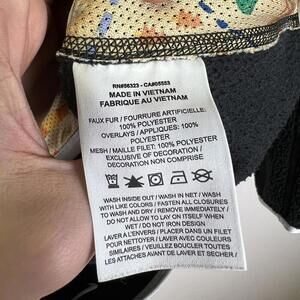 RN#56323 - CA#05553
MADE IN VIETNAM
FABRIQUE AU VIETNAM
FAUX FUR / FOURRURE ARTIFICIELLE:
100% POLYESTER
OVERLAYS / APPLIQUES: 100%
POLYESTER
MESH / MAILLE FILET: 100% POLYESTER
EXCLUSIVE OF DECORATION /
DECORATION NON COMPRISE
WASH INSIDE OUT / WASH IN NET / WASH
WITH LIKE COLORS / FASTEN ALL CLOSURES
TO WASH AND DRY / REMOVE IMMEDIATELY
DO NOT ALLOW TO LAY ON ITSELF WHEN
WET / DO NOT IRON DESIGN
LAVER A L'ENVERS / PLACER DANS UN FILET
POUR NETTOYER / LAVER AVEC COULEURS
SIMILAIRES / VEUILLEZ BOUCLER TOUTES
LES ATTACHES AVANT DE LAVER ET SECHER /